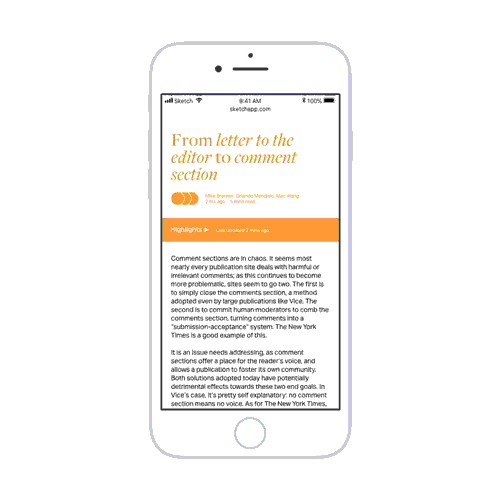 Sketch
9:41 AM
100%
sketchapp.com
From letter to the
editor to comment
section
Mike Brenner, Orlando Mandiato, Mari Wang
2 hrs ago . 5 mins read
Highlights
Last updated 2 mins ago
Comment sections are in chaos. It seems most
nearly every publication site deals with harmful or
irrelevant comments; as this continues to become
more problematic, sites seem to go two. The first is
to simply close the comments section, a method
adopted even by large publications like Vice. The
second is to commit human moderators to comb the
comments section, turning comments into a
"submission-acceptance" system. The New York
Times is a good example of this.
It is an issue needs addressing, as comment
sections offer a place for the reader's voice, and
allows a publication to foster its own community.
Both solutions adopted today have potentially
detrimental effects towards these two end goals. In
Vice's case, it's pretty self explanatory: no comment
section means no voice. As for The New York Times,